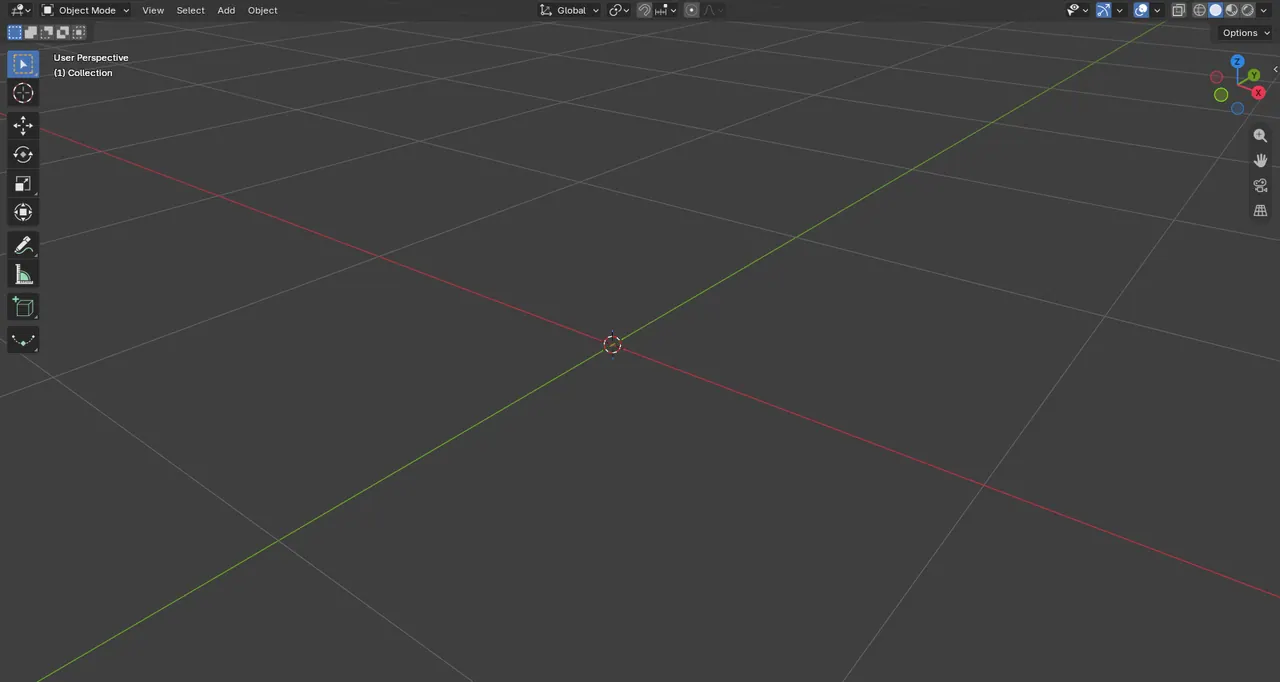 Object Mode View Select Add Object Global
Options
User Perspective
(1) Collection
Z
Y
X